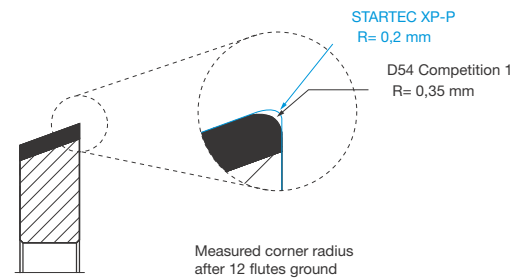 STARTEC XP-P
R= 0,2 mm
D54 Competition 1
R= 0,35 mm
Measured corner radius
after 12 flutes ground